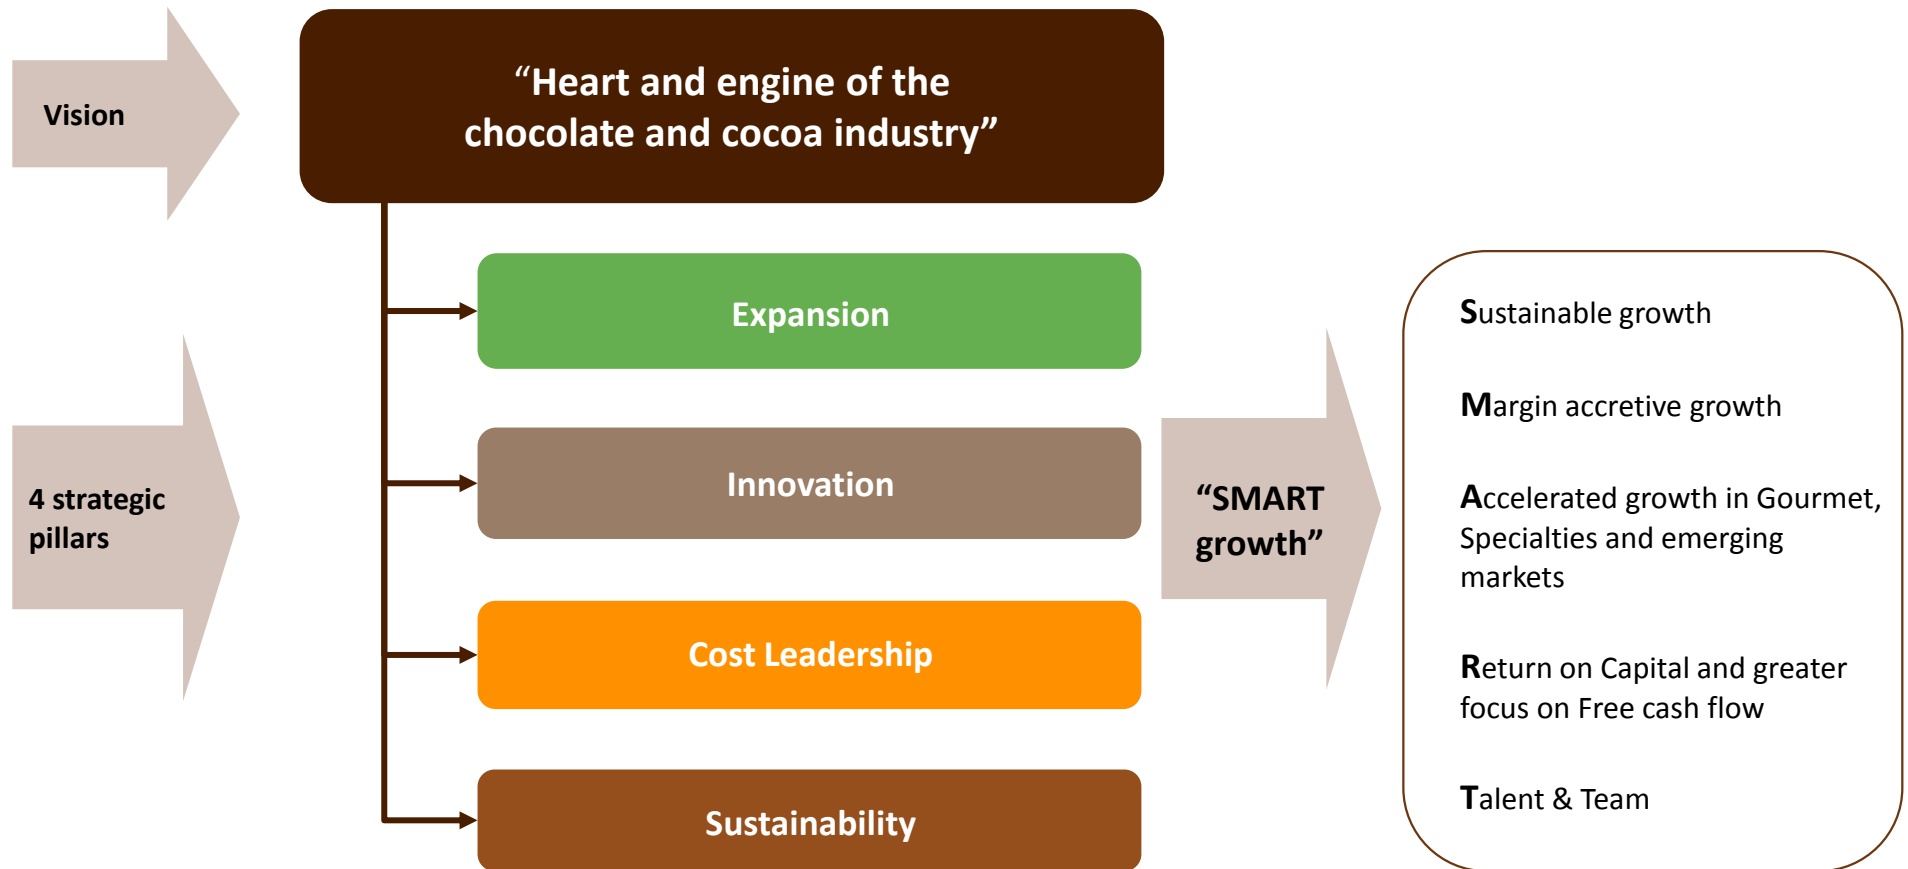 Vision
“Heart and engine of the
chocolate and cocoa industry”
4 strategic
pillars
Expansion
Innovation
Cost Leadership
Sustainability
“SMART
growth”
Sustainable growth
Margin accretive growth
Accelerated growth in Gourmet,
Specialties and emerging
markets
Return on Capital and greater
focus on Free cash flow
Talent & Team